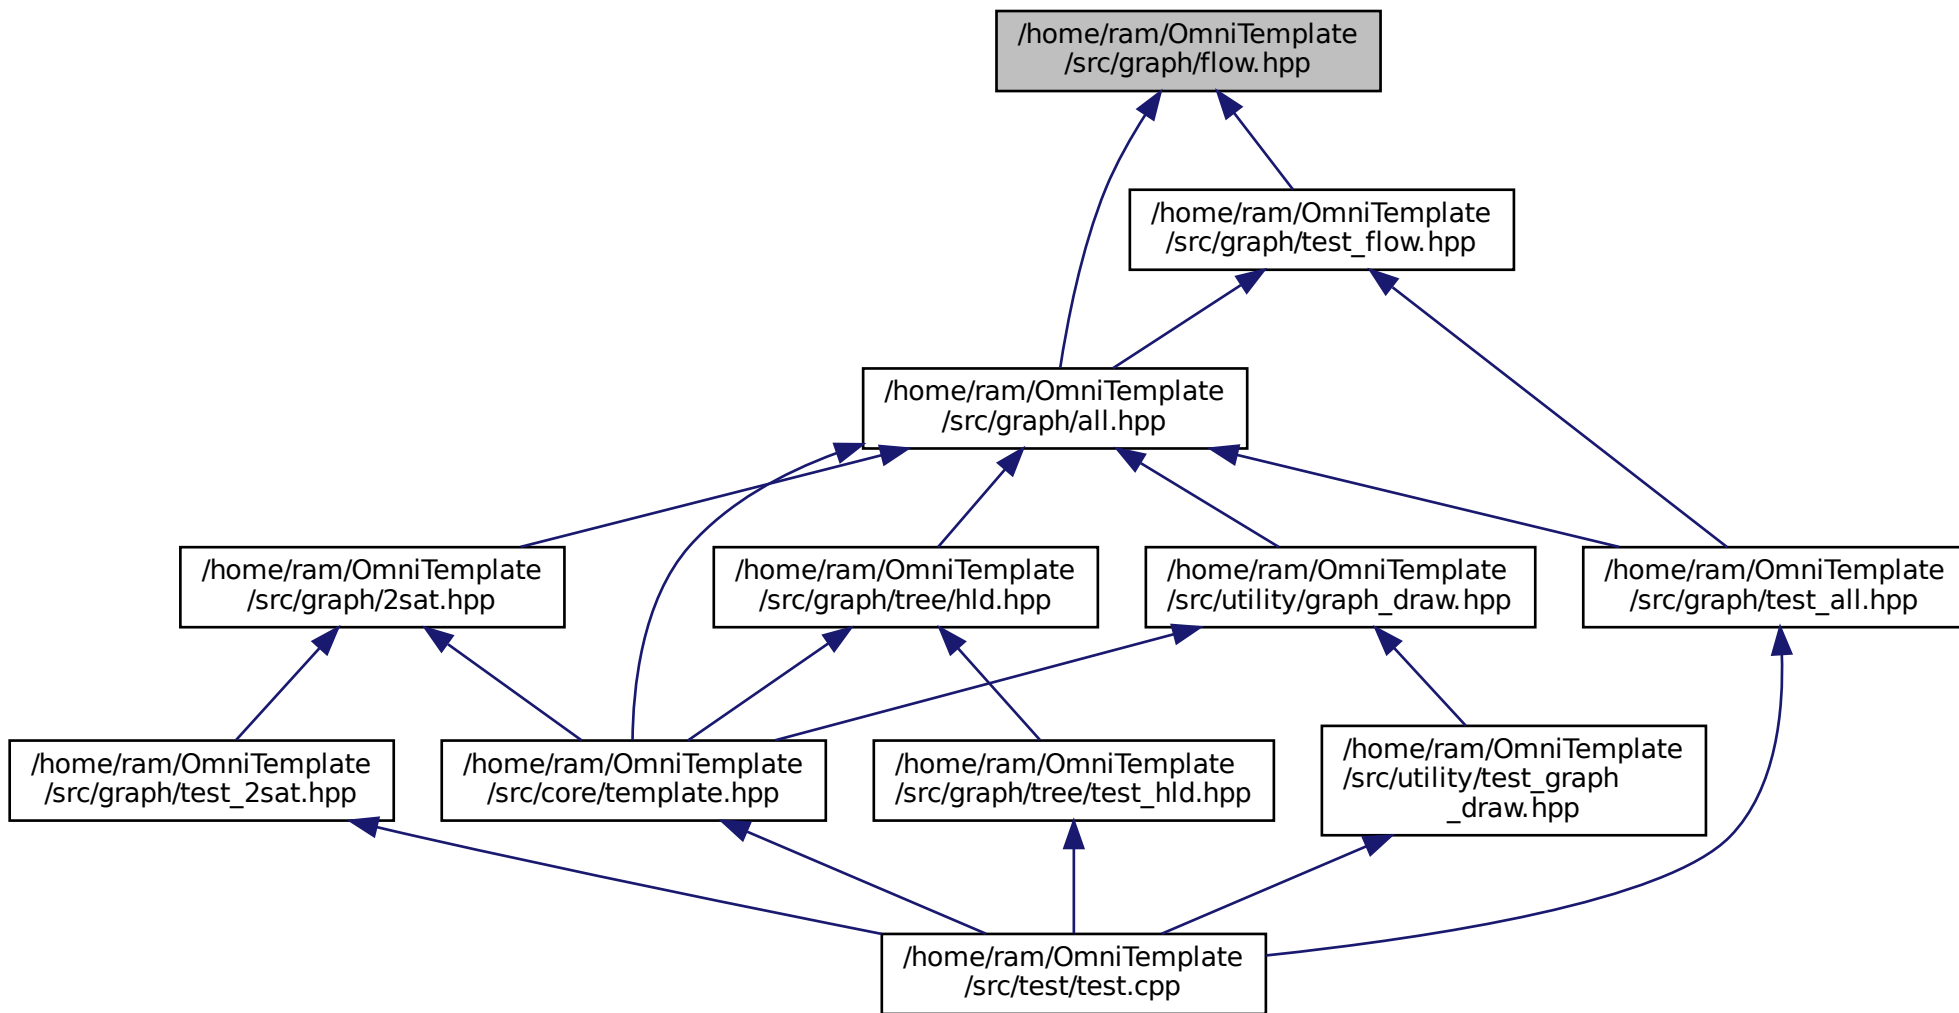 /home/ram/OmniTemplate
/src/graph/flow.hpp
/home/ram/OmniTemplate
/src/graph/test_flow.hpp
/home/ram/OmniTemplate
/src/graph/all.hpp
/home/ram/OmniTemplate
/src/graph/2sat.hpp
/home/ram/OmniTemplate
/src/graph/tree/hld.hpp
/home/ram/OmniTemplate
/src/utility/graph_draw.hpp
/home/ram/OmniTemplate
/src/graph/test_all.hpp
/home/ram/OmniTemplate
/src/graph/test_2sat.hpp
/home/ram/OmniTemplate
/src/core/template.hpp
/home/ram/OmniTemplate
/src/graph/tree/test_hld.hpp
/home/ram/OmniTemplate
/src/utility/test_graph
_draw.hpp
/home/ram/OmniTemplate
/src/test/test.cpp